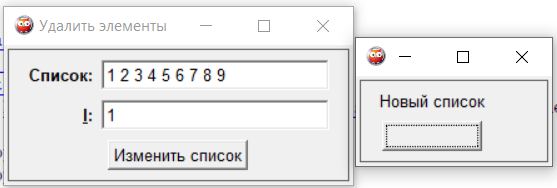 Удалить элементы
Список: 1 2 3 4 5 6 7 8 9
I: 1
Изменить список
Новый список